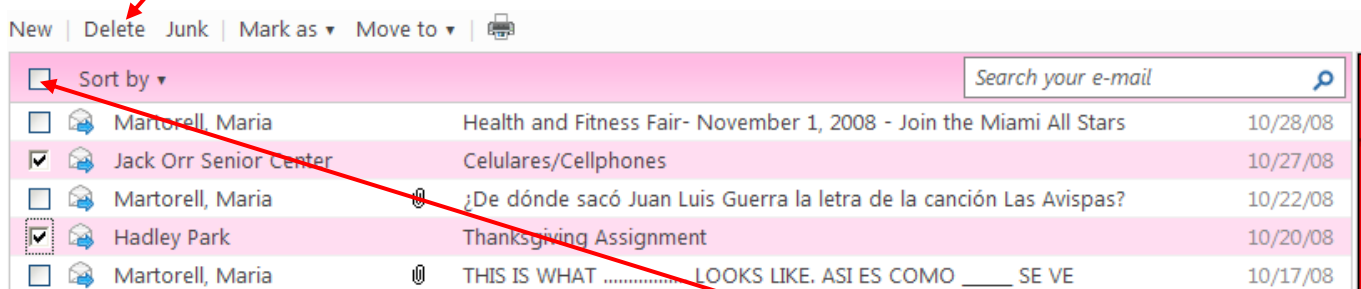 New | Delete Junk | Mark as ▾ Move to ▾ |
Sort by ▾ Search your e-mail
Martorell, Maria Health and Fitness Fair- November 1, 2008 - Join the Miami All Stars 10/28/08
Jack Orr Senior Center Celulares/Cellphones 10/27/08
Martorell, Maria ¿De dónde sacó Juan Luis Guerra la letra de la canción Las Avispas? 10/22/08
Hadley Park Thanksgiving Assignment 10/20/08
Martorell, Maria THIS IS WHAT ................ LOOKS LIKE. ASI ES COMO _____ SE VE 10/17/08